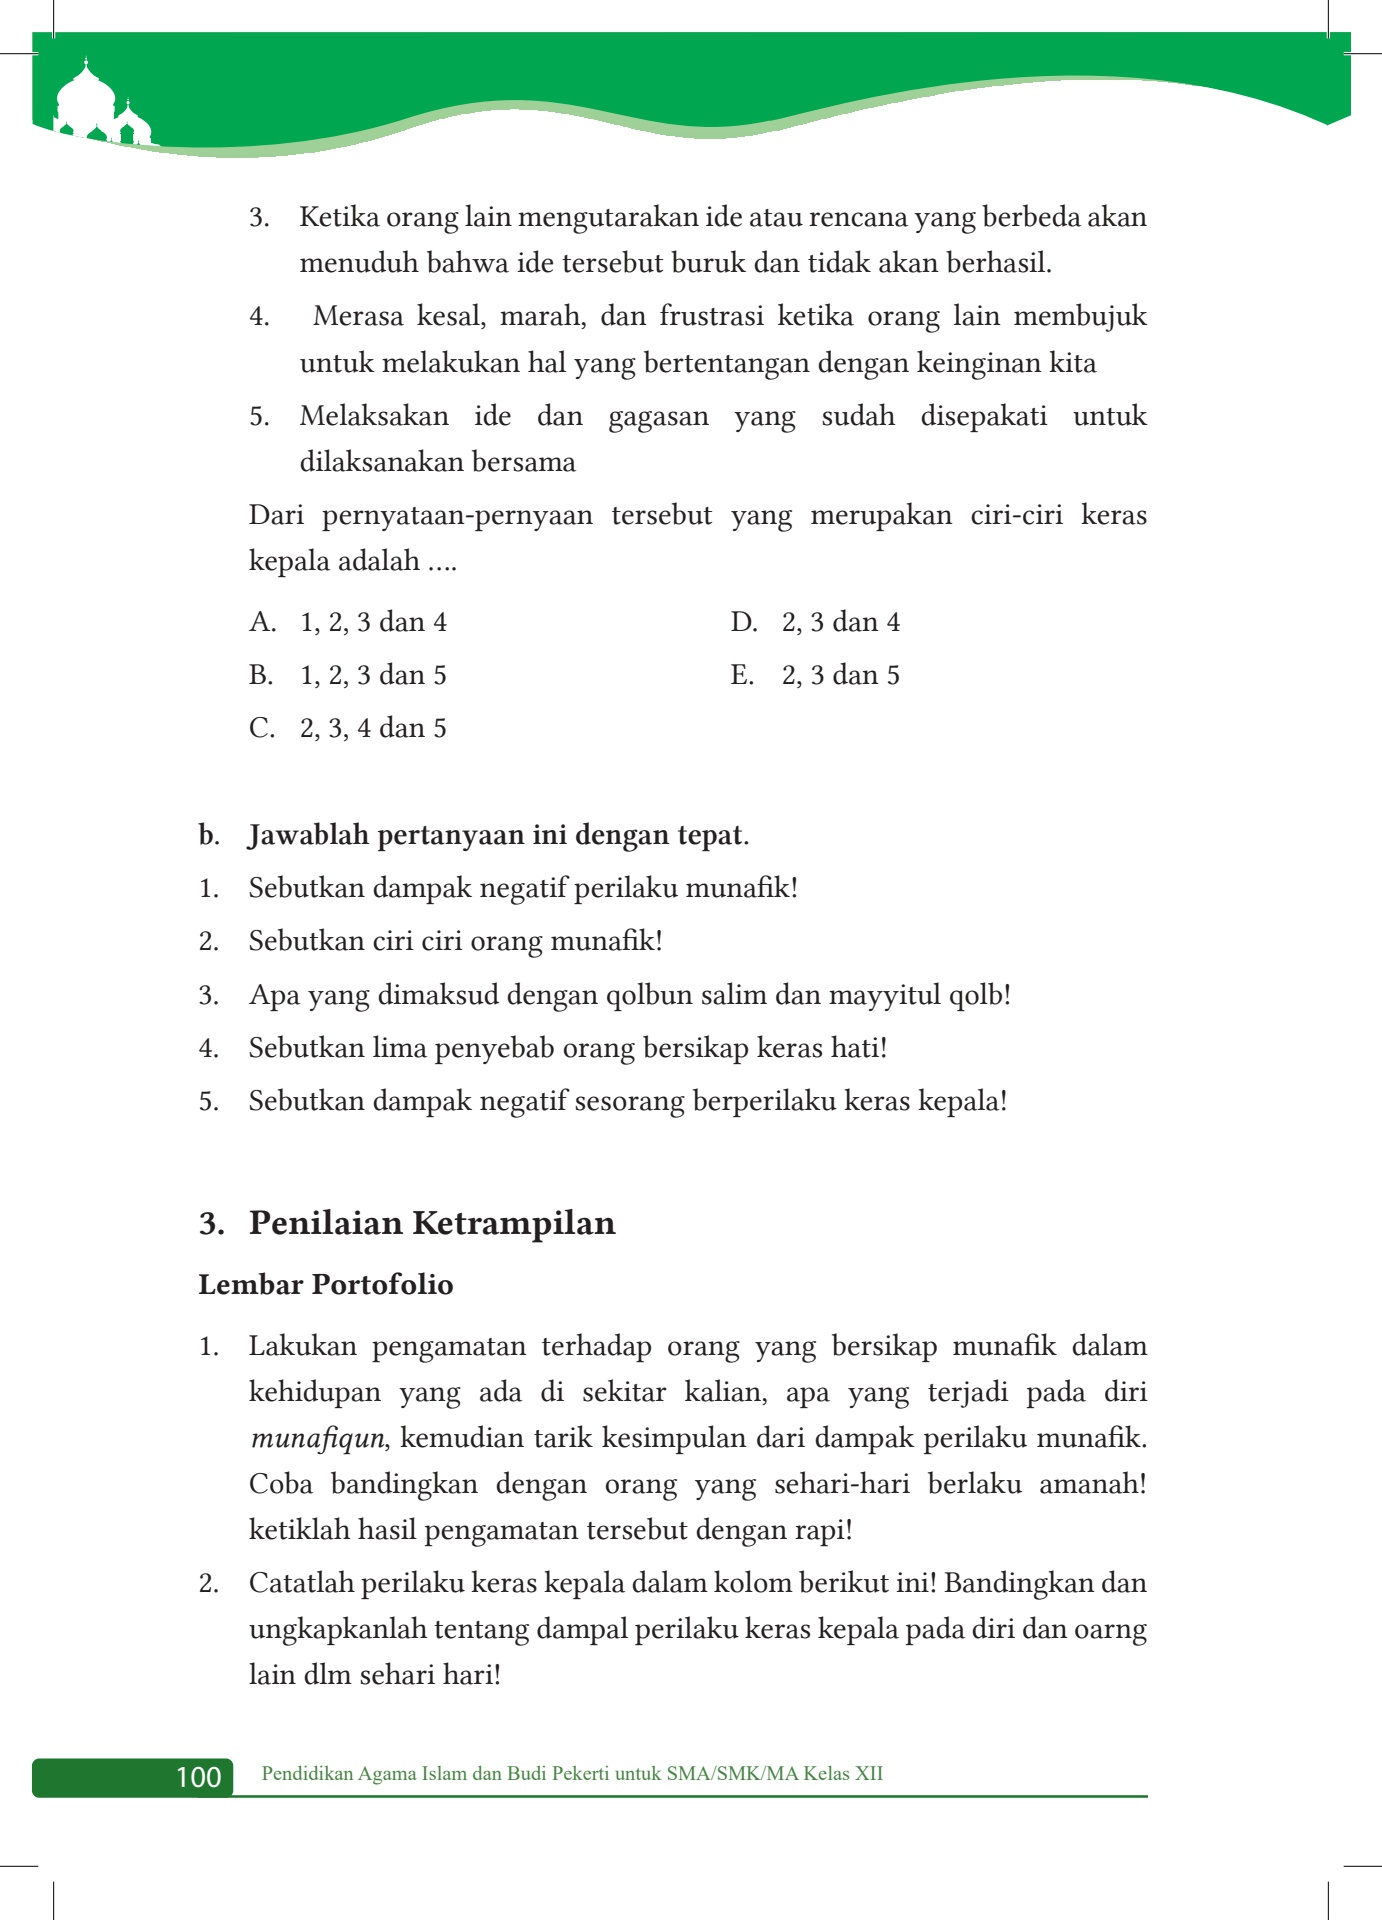 3. Ketika orang lain mengutarakan ide atau rencana yang berbeda akan
menuduh bahwa ide tersebut buruk dan tidak akan berhasil.
4. Merasa kesal, marah, dan frustrasi ketika orang lain membujuk
untuk melakukan hal yang bertentangan dengan keinginan kita
5. Melaksakan ide dan gagasan yang sudah disepakati untuk
dilaksanakan bersama
Dari pernyataan-pernyaan tersebut yang merupakan ciri-ciri keras
kepala adalah ....
A. 1, 2, 3 dan 4
B. 1, 2, 3 dan 5
C. 2, 3, 4 dan 5
D. 2, 3 dan 4
E. 2, 3 dan 5
b. Jawablah pertanyaan ini dengan tepat.
1. Sebutkan dampak negatif perilaku munafik!
2. Sebutkan ciri ciri orang munafik!
3. Apa yang dimaksud dengan qolbun salim dan mayyitul qolb!
4. Sebutkan lima penyebab orang bersikap keras hati!
5. Sebutkan dampak negatif sesorang berperilaku keras kepala!
3. Penilaian Ketrampilan
Lembar Portofolio
1. Lakukan pengamatan terhadap orang yang bersikap munafik dalam
kehidupan yang ada di sekitar kalian, apa yang terjadi pada diri
munafiqun, kemudian tarik kesimpulan dari dampak perilaku munafik.
Coba bandingkan dengan orang yang sehari-hari berlaku amanah!
ketiklah hasil pengamatan tersebut dengan rapi!
2. Catatlah perilaku keras kepala dalam kolom berikut ini! Bandingkan dan
ungkapkanlah tentang dampal perilaku keras kepala pada diri dan oarng
lain dlm sehari hari!
100 Pendidikan Agama Islam dan Budi Pekerti untuk SMA/SMK/MA Kelas XII